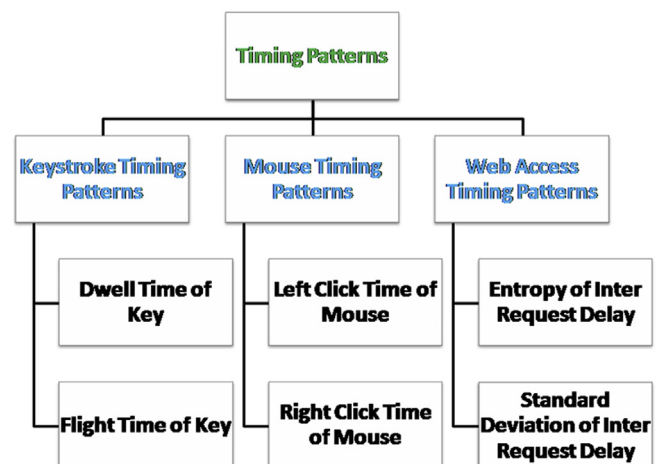 Timing Patterns
Keystroke Timing
Patterns
Mouse Timing
Patterns
Web Access
Timing Patterns
Dwell Time of
Key
Left Click Time of
Mouse
Entropy of Inter
Request Delay
Flight Time of Key
Right Click Time
of Mouse
Standard
Deviation of Inter
Request Delay